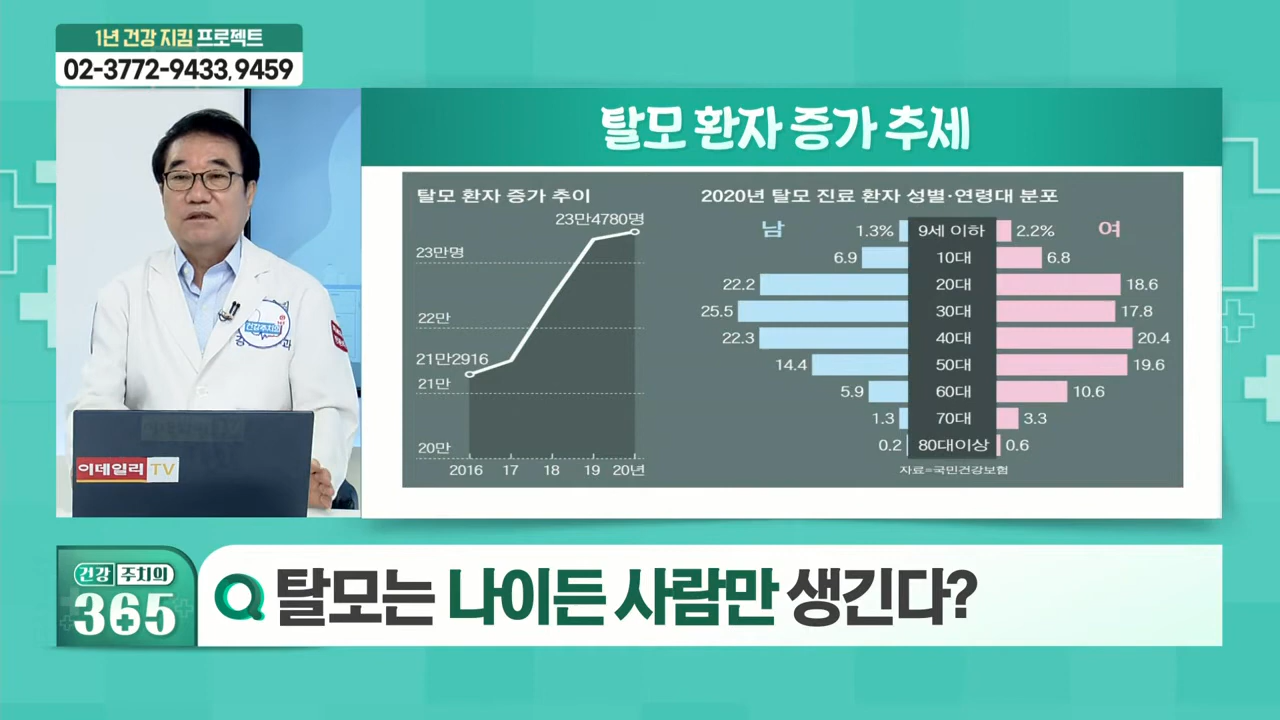 1년 건강 지킴 프로젝트
02-3772-9433, 9459
탈모 환자 증가 추세
탈모 환자 증가 추이
23만4780명
23만명
22만
21만2916
21만
20만
2016 17 18 19 20년
2020년 탈모 진료 환자 성별·연령대 분포
남 여
1.3% 9세 이하 2.2%
6.9 10대 6.8
22.2 20대 18.6
25.5 30대 17.8
22.3 40대 20.4
14.4 50대 19.6
5.9 60대 10.6
1.3 70대 3.3
0.2 80대이상 0.6
자료=국민건강보험
건강주치의
이데일리 TV
건강 주치의
365
Q 탈모는 나이든 사람만 생긴다?